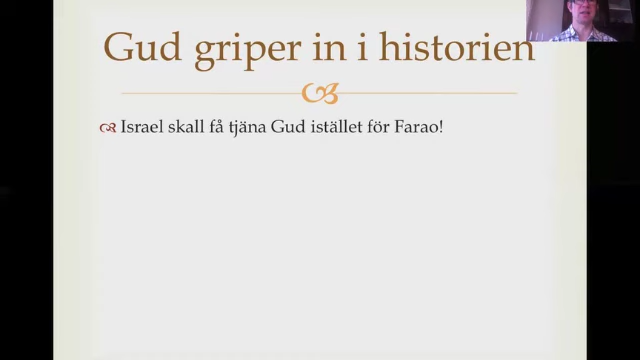 Gud griper in i historien
Israel skall få tjäna Gud istället för Farao!